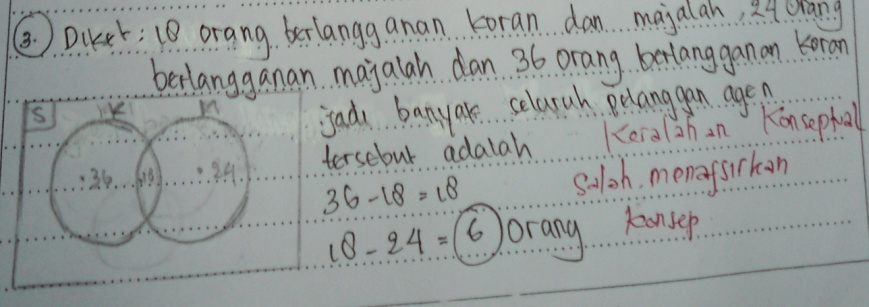 3. Diket : 18 orang berlangganan koran dan majalah, 24 orang
berlangganan majalah dan 36 orang berlangganan koran
S K M
jadi banyak seluruh pelanggan agen
tersebut adalah
Kesalahan Konseptual
.36 18 .24
36-18=18
Salah menafsirkan
18-24=6 orang
konsep